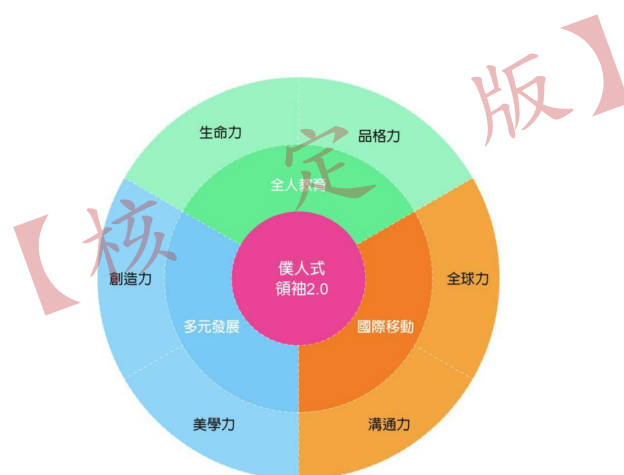 生命力
品格力
全人教育
僕人式
領袖2.0
創造力
全球力
多元發展
國際移動
美學力
溝通力
【核定版】